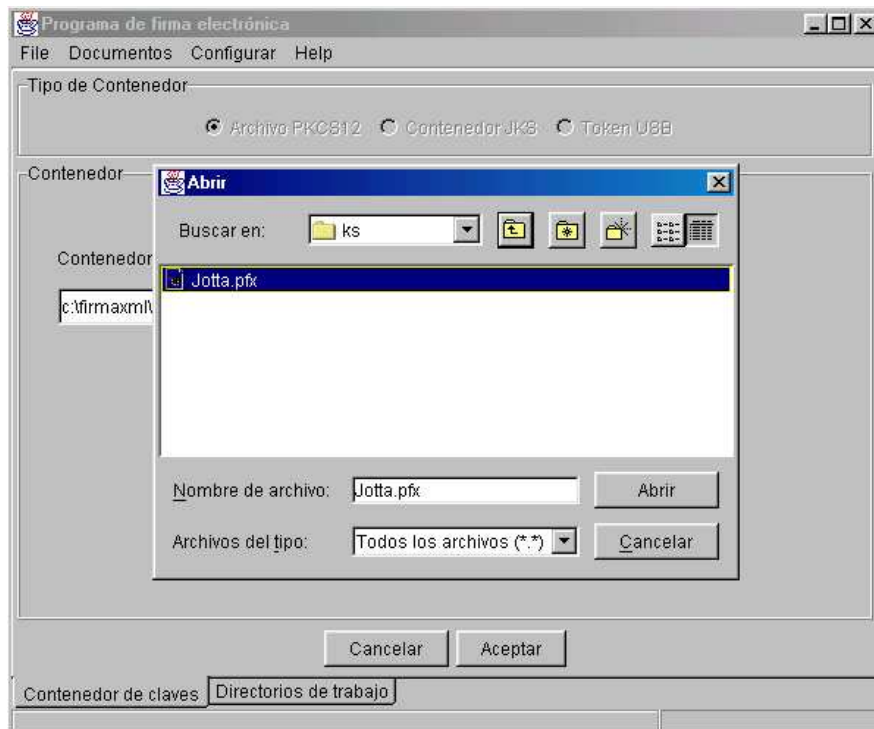 Programa de firma electrónica
File Documentos Configurar Help
Tipo de Contenedor
Archivo PKCS12 Contenedor JKS Token USB
Contenedor
Abrir
Buscar en: ks
Contenedor
Jotta.pfx
c:\firmaxml\
Nombre de archivo: Jotta.pfx Abrir
Archivos del tipo: Todos los archivos (*.*) Cancelar
Cancelar Aceptar
Contenedor de claves Directorios de trabajo